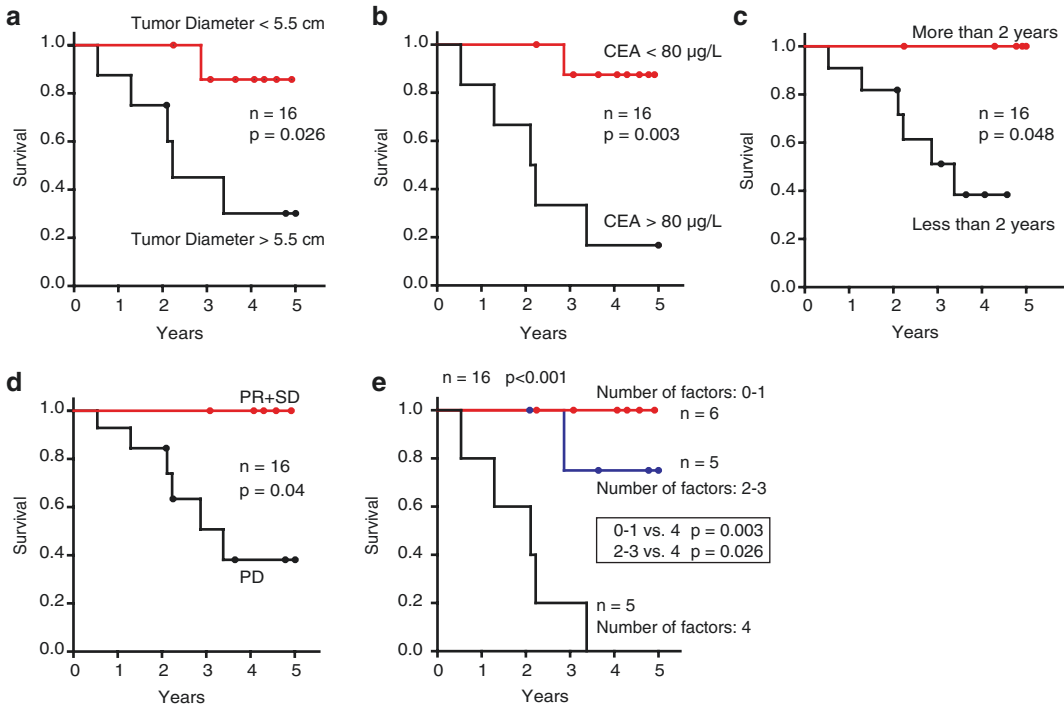 a
Tumor Diameter < 5.5 cm
1.0
0.8
0.6
0.4
0.2
0.0
Survival
n = 16
p = 0.026
Tumor Diameter > 5.5 cm
0 1 2 3 4 5
Years
b
1.0
0.8
0.6
0.4
0.2
0.0
Survival
CEA < 80 µg/L
n = 16
p = 0.003
CEA > 80 µg/L
0 1 2 3 4 5
Years
c
More than 2 years
1.0
0.8
0.6
0.4
0.2
0.0
Survival
n = 16
p = 0.048
Less than 2 years
0 1 2 3 4 5
Years
d
PR+SD
1.0
0.8
0.6
0.4
0.2
0.0
Survival
n = 16
p = 0.04
PD
0 1 2 3 4 5
Years
e
n = 16 p<0.001
1.0
0.8
0.6
0.4
0.2
0.0
Survival
Number of factors: 0-1
n = 6
n = 5
Number of factors: 2-3
0-1 vs. 4 p = 0.003
2-3 vs. 4 p = 0.026
n = 5
Number of factors: 4
0 1 2 3 4 5
Years